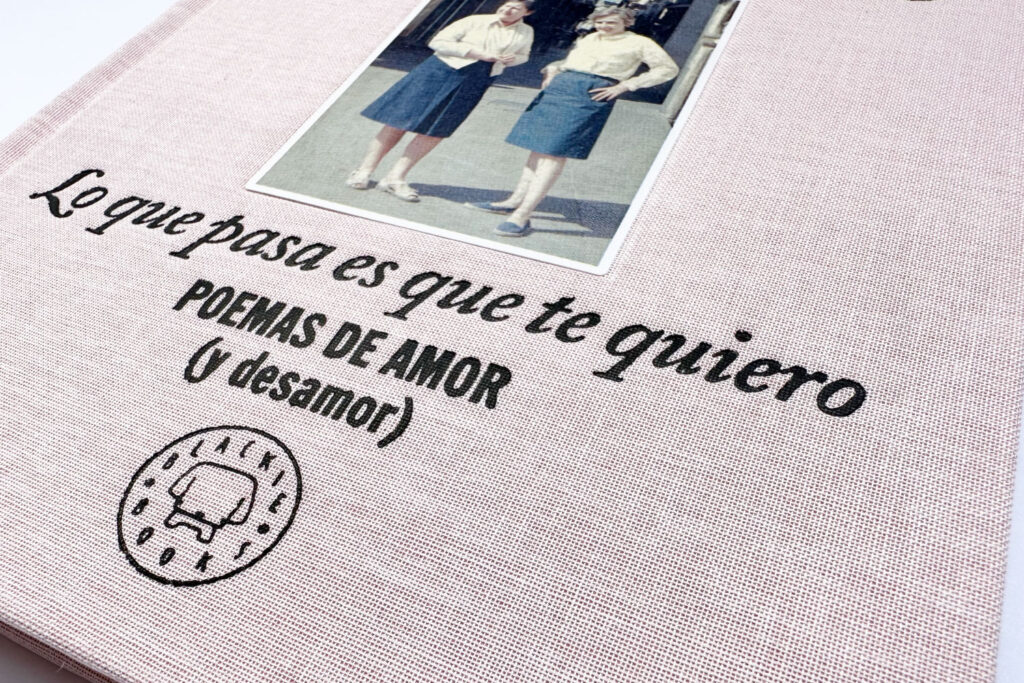 Lo que pasa es que te quiero
POEMAS DE AMOR
(y desamor)
BLACKIE
BOOKS